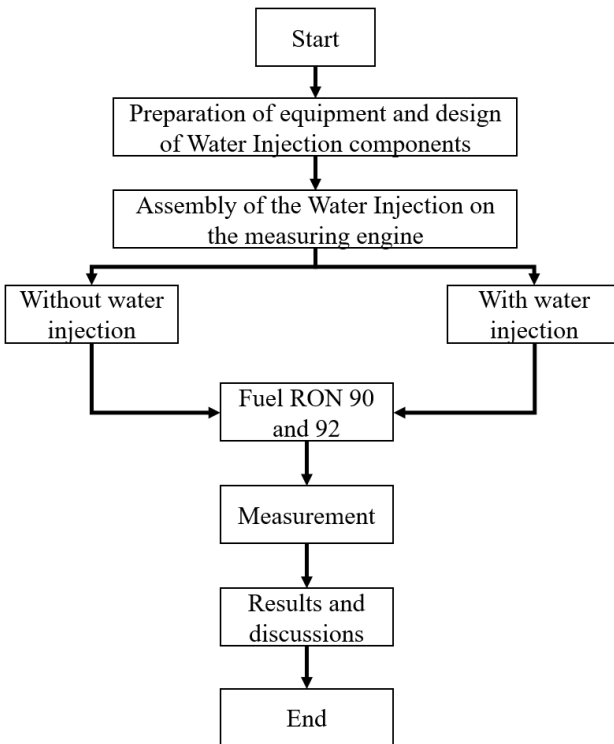 Start
Preparation of equipment and design
of Water Injection components
Assembly of the Water Injection on
the measuring engine
Without water
injection
With water
injection
Fuel RON 90
and 92
Measurement
Results and
discussions
End